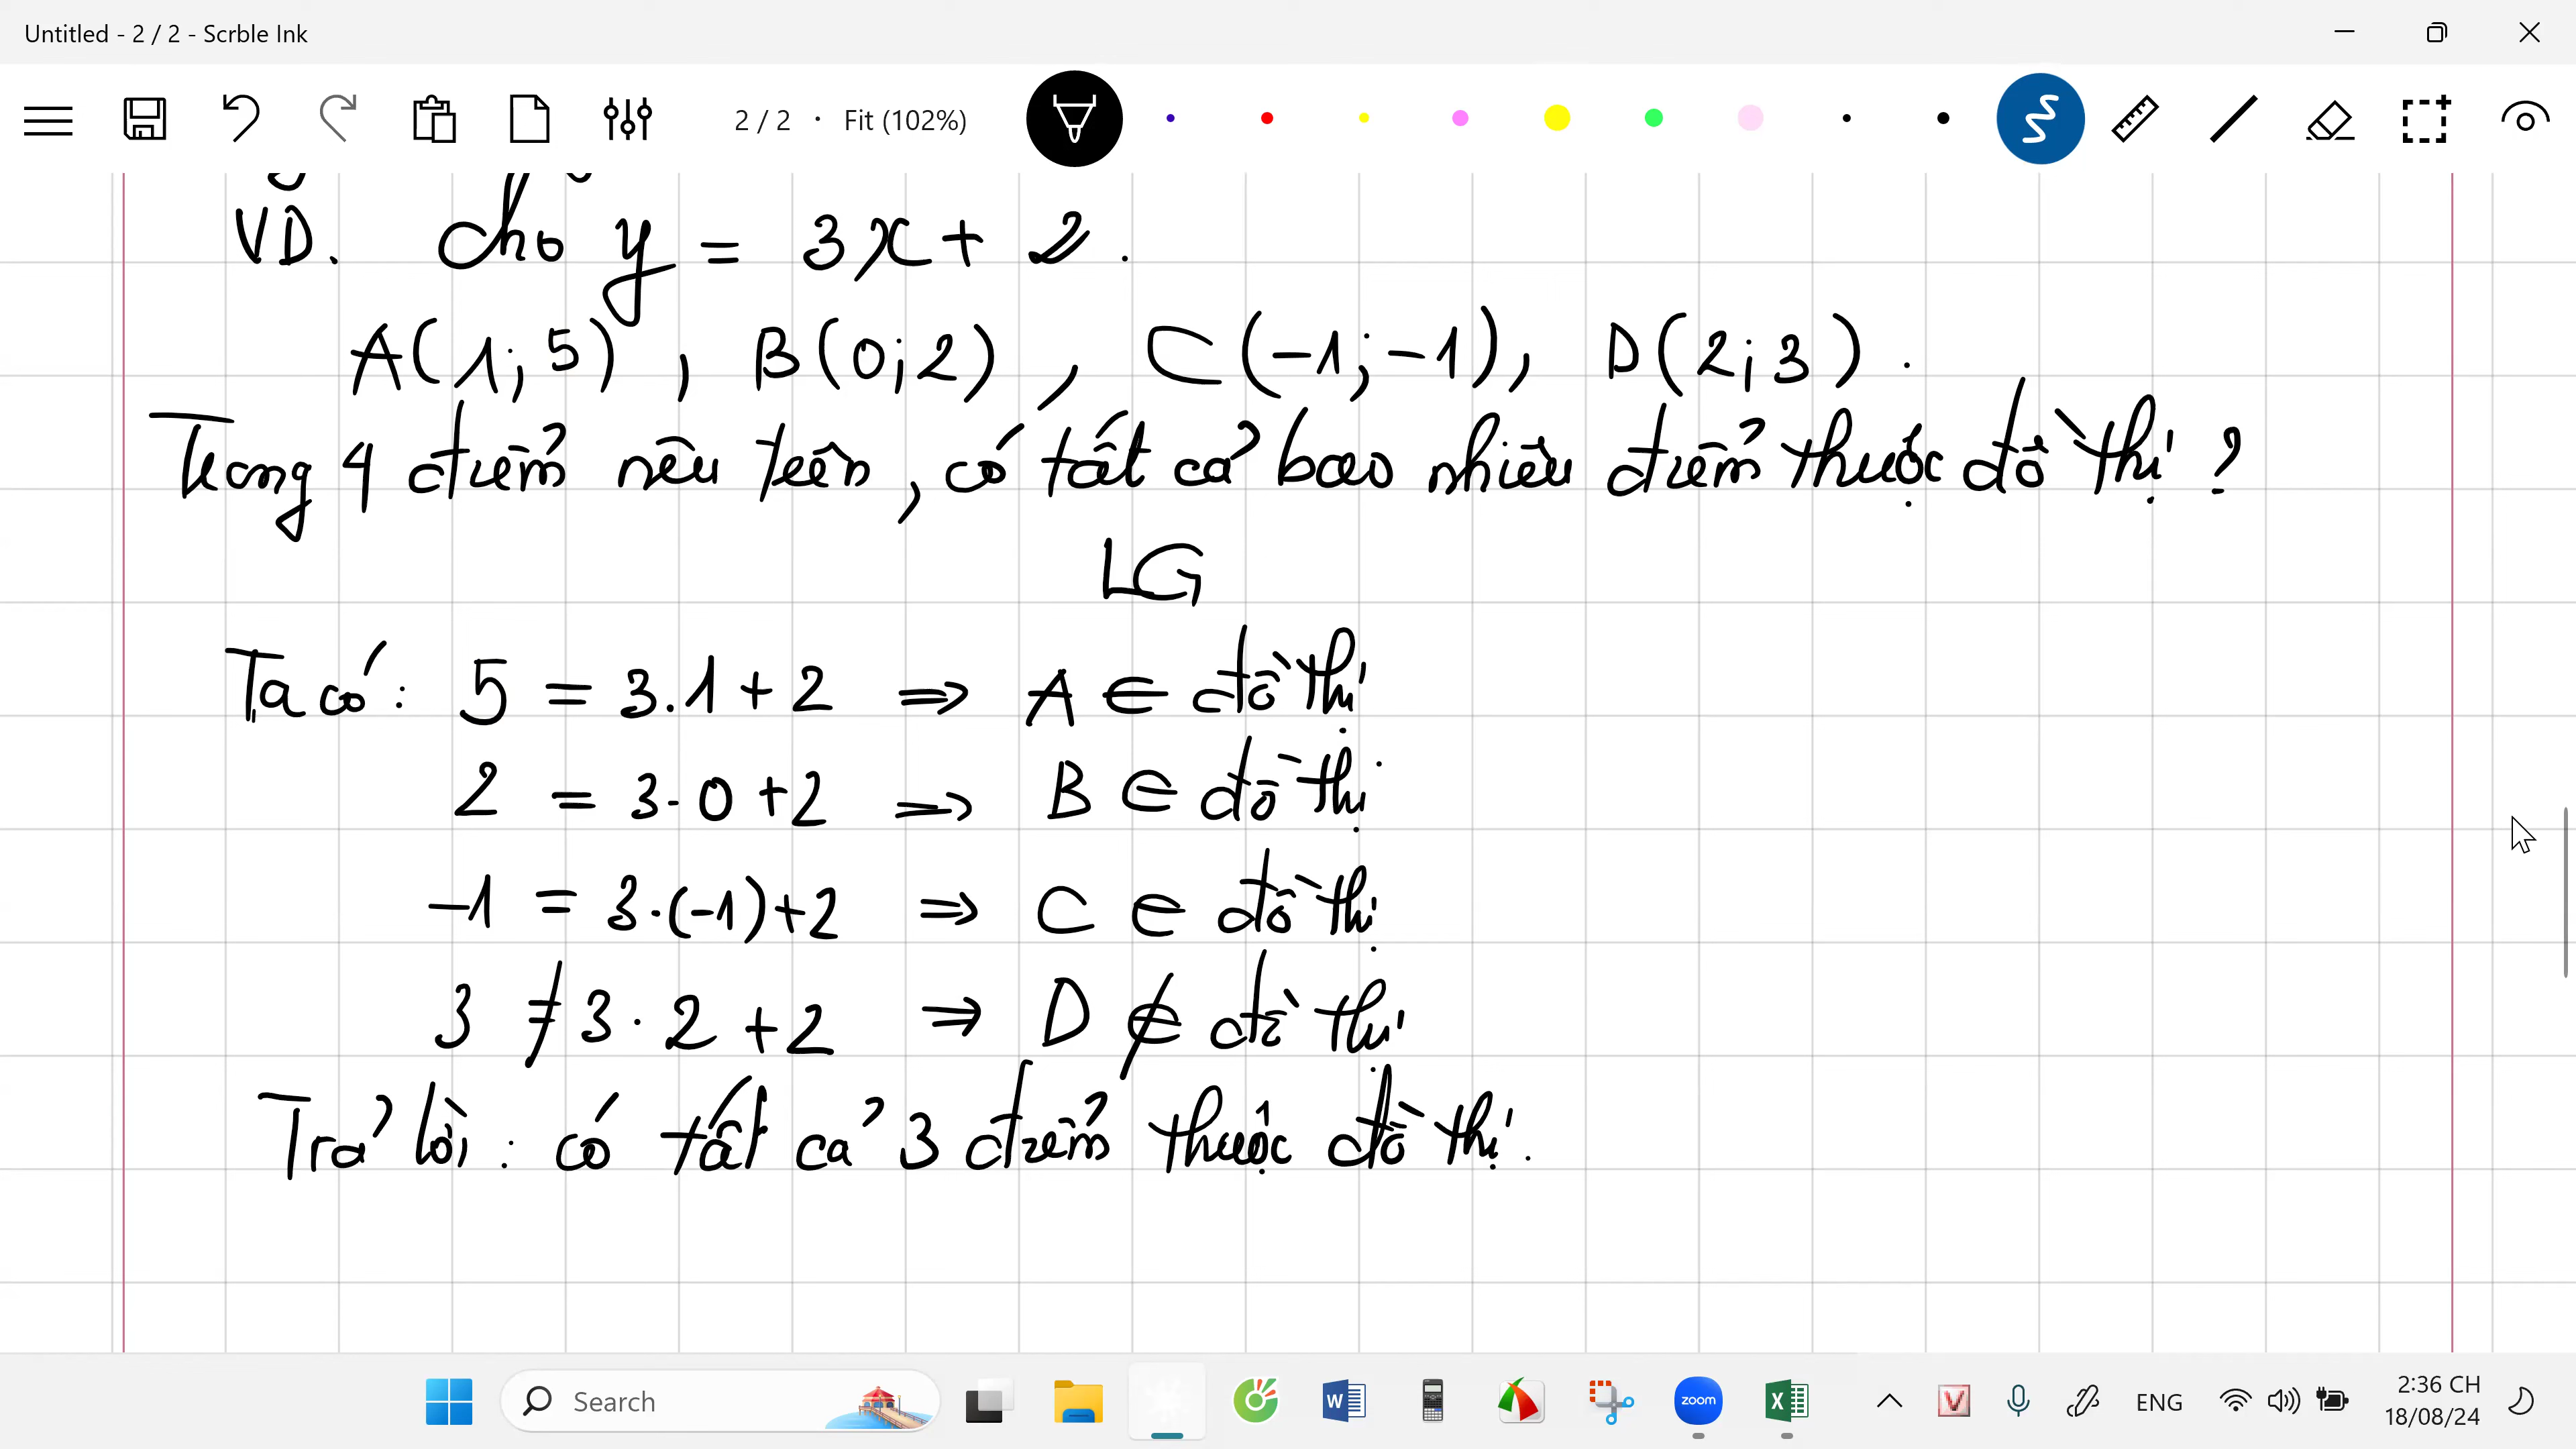 Untitled - 2 / 2 - Scrble Ink
2 / 2 · Fit (102%)
VD. cho y = 3x + 2.
A(1; 5), B(0; 2), C(-1; -1), D(2; 3).
Trong 4 điểm nêu trên, có tất cả bao nhiêu điểm thuộc đồ thị?
LG
Ta có: 5 = 3.1 + 2 ⇒ A ∈ đồ thị
2 = 3.0 + 2 ⇒ B ∈ đồ thị
-1 = 3.(-1) + 2 ⇒ C ∈ đồ thị
3 ≠ 3.2 + 2 ⇒ D ∉ đồ thị
Trả lời: có tất cả 3 điểm thuộc đồ thị.
Search
zoom
ENG
2:36 CH
18/08/24